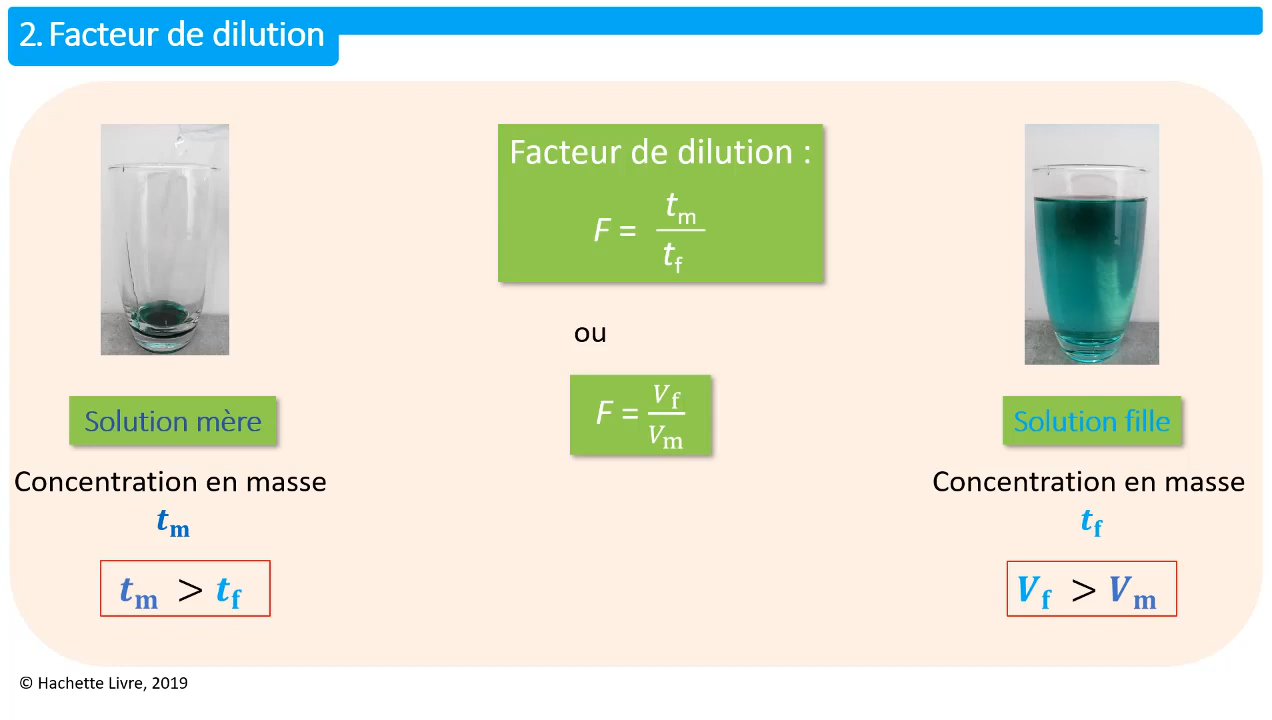 2. Facteur de dilution
Facteur de dilution :
F = tm / tf
ou
F = Vf / Vm
Solution mère
Concentration en masse
tm
tm > tf
Solution fille
Concentration en masse
tf
Vf > Vm
© Hachette Livre, 2019